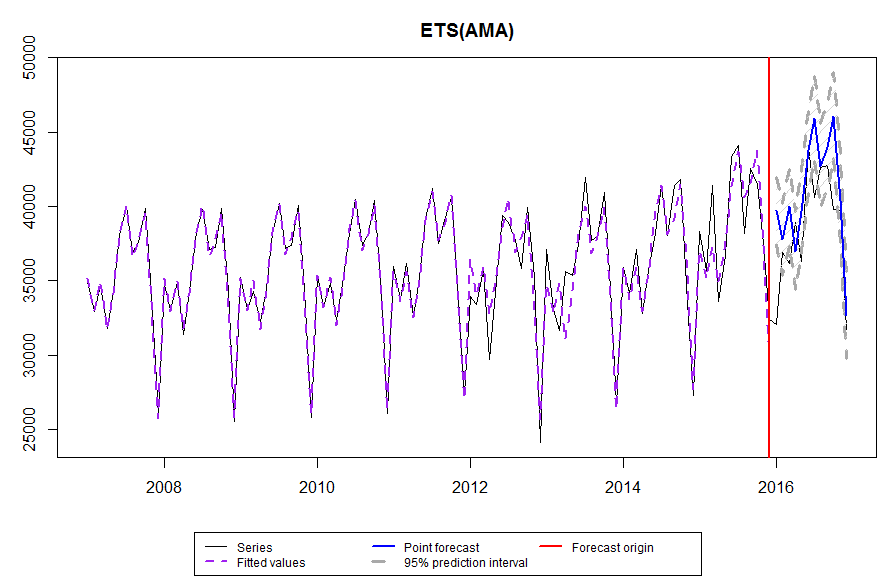 ETS(AMA)
50000
45000
40000
35000
30000
25000
2008 2010 2012 2014 2016
Series Point forecast Forecast origin
Fitted values 95% prediction interval